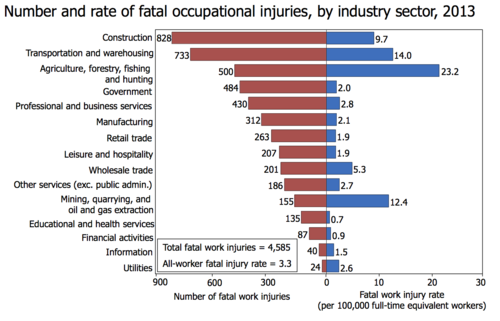 Number and rate of fatal occupational injuries, by industry sector, 2013
Construction 828 9.7
Transportation and warehousing 733 14.0
Agriculture, forestry, fishing
and hunting 500 23.2
Government 484 2.0
Professional and business services 430 2.8
Manufacturing 312 2.1
Retail trade 263 1.9
Leisure and hospitality 207 1.9
Wholesale trade 201 5.3
Other services (exc. public admin.) 186 2.7
Mining, quarrying, and
oil and gas extraction 155 12.4
Educational and health services 135 0.7
Financial activities 87 0.9
Information 40 1.5
Utilities 24 2.6
Total fatal work injuries = 4,585
All-worker fatal injury rate = 3.3
900 600 300 0 10 20 30
Number of fatal work injuries
Fatal work injury rate
(per 100,000 full-time equivalent workers)